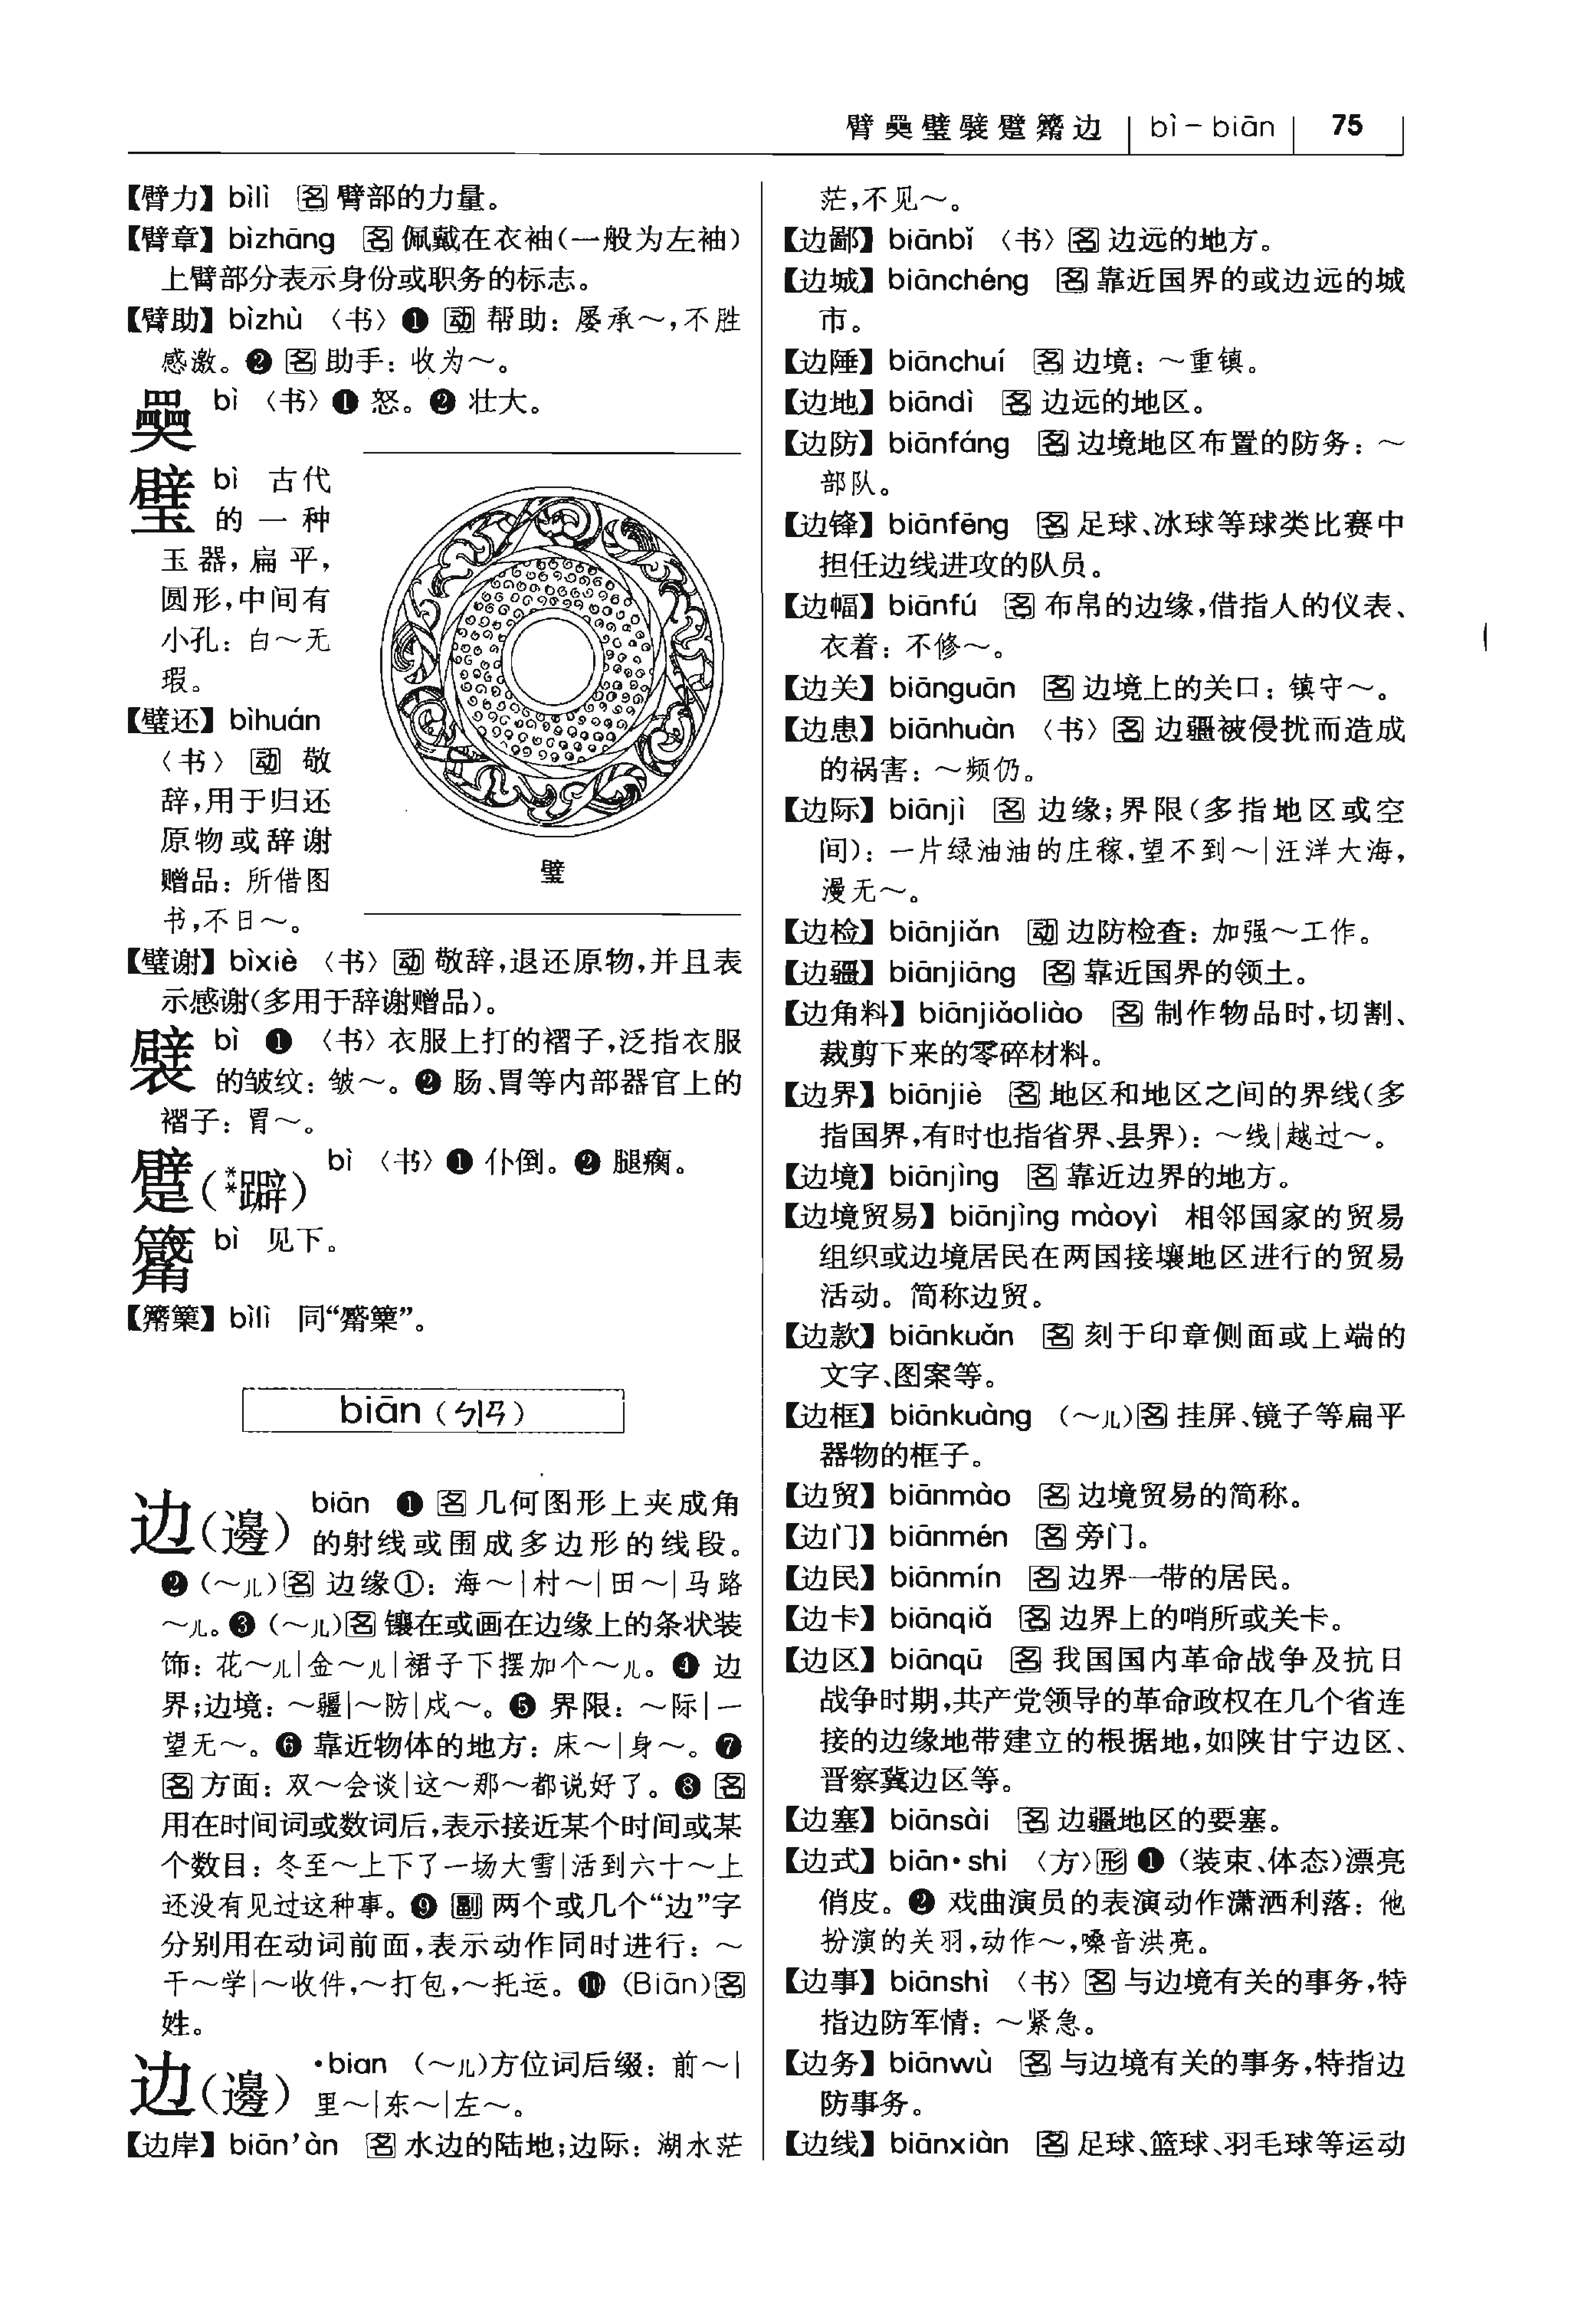 臂奰璧襞躄䉷边 | bì – biān | 75
【臂力】 bìlì 名 臂部的力量。
【臂章】 bìzhāng 名 佩戴在衣袖(一般为左袖)
上臂部分表示身份或职务的标志。
【臂助】 bìzhù 〈书〉❶ 动 帮助：屡承～,不胜
感激。❷ 名 助手：收为～。
奰 bì 〈书〉❶ 怒。❷ 壮大。
璧 bì 古代
的一种
玉器,扁平,
圆形,中间有
小孔：白～无
瑕。
【璧还】 bìhuán
〈书〉 动 敬
辞,用于归还
原物或辞谢
赠品：所借图
书,不日～。
璧
【璧谢】 bìxiè 〈书〉动 敬辞,退还原物,并且表
示感谢(多用于辞谢赠品)。
襞 bì ❶ 〈书〉衣服上打的褶子,泛指衣服
的皱纹：皱～。❷ 肠、胃等内部器官上的
褶子：胃～。
躄(**躃) bì 〈书〉❶ 仆倒。❷ 腿瘸。
bì 见下。
biān (ㄅㄧㄢ)
边(邊) biān ❶ 名 几何图形上夹成角
的射线或围成多边形的线段。
❷ (～儿)名 边缘①：海～|村～|田～|马路
～儿。❸ (～儿)名 镶在或画在边缘上的条状装
饰：花～儿|金～儿|裙子下摆加个～儿。❹ 边
界;边境：～疆|～防|戍～。❺ 界限：～际|一
望无～。❻ 靠近物体的地方：床～|身～。❼
名 方面：双～会谈|这～那～都说好了。❽ 名
用在时间词或数词后,表示接近某个时间或某
个数目：冬至～上下了一场大雪|活到六十～上
还没有见过这种事。❾ 副 两个或几个“边”字
分别用在动词前面,表示动作同时进行：～
干～学|～收件,～打包,～托运。❿ (Biān)名
姓。
边(邊) •bian (～儿)方位词后缀：前～|
里～|东～|左～。
【边岸】 biān’àn 名 水边的陆地;边际：湖水茫
茫,不见～。
【边鄙】 biānbǐ 〈书〉名 边远的地方。
【边城】 biānchéng 名 靠近国界的或边远的城
市。
【边陲】 biānchuí 名 边境：～重镇。
【边地】 biāndì 名 边远的地区。
【边防】 biānfáng 名 边境地区布置的防务：～
部队。
【边锋】 biānfēng 名 足球、冰球等球类比赛中
担任边线进攻的队员。
【边幅】 biānfú 名 布帛的边缘,借指人的仪表、
衣着：不修～。
【边关】 biānguān 名 边境上的关口：镇守～。
【边患】 biānhuàn 〈书〉名 边疆被侵扰而造成
的祸害：～频仍。
【边际】 biānjì 名 边缘;界限(多指地区或空
间)：一片绿油油的庄稼,望不到～|汪洋大海,
漫无～。
【边检】 biānjiǎn 动 边防检查：加强～工作。
【边疆】 biānjiāng 名 靠近国界的领土。
【边角料】 biānjiǎoliào 名 制作物品时,切割、
裁剪下来的零碎材料。
【边界】 biānjiè 名 地区和地区之间的界线(多
指国界,有时也指省界、县界)：～线|越过～。
【边境】 biānjìng 名 靠近边界的地方。
【边境贸易】 biānjìng màoyì 相邻国家的贸易
组织或边境居民在两国接壤地区进行的贸易
活动。简称边贸。
【边款】 biānkuǎn 名 刻于印章侧面或上端的
文字、图案等。
【边框】 biānkuàng (～儿)名 挂屏、镜子等扁平
器物的框子。
【边贸】 biānmào 名 边境贸易的简称。
【边门】 biānmén 名 旁门。
【边民】 biānmín 名 边界一带的居民。
【边卡】 biānqiǎ 名 边界上的哨所或关卡。
【边区】 biānqū 名 我国国内革命战争及抗日
战争时期,共产党领导的革命政权在几个省连
接的边缘地带建立的根据地,如陕甘宁边区、
晋察冀边区等。
【边塞】 biānsài 名 边疆地区的要塞。
【边式】 biān•shi 〈方〉形 ❶ (装束、体态)漂亮
俏皮。❷ 戏曲演员的表演动作潇洒利落：他
扮演的关羽,动作～,嗓音洪亮。
【边事】 biānshì 〈书〉名 与边境有关的事务,特
指边防军情：～紧急。
【边务】 biānwù 名 与边境有关的事务,特指边
防事务。
【边线】 biānxiàn 名 足球、篮球、羽毛球等运动